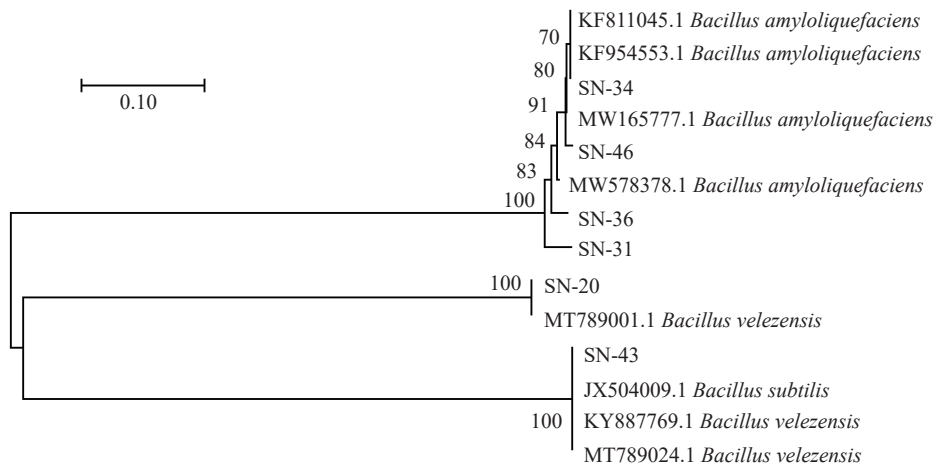 KF811045.1 Bacillus amyloliquefaciens
70
KF954553.1 Bacillus amyloliquefaciens
80
SN-34
0.10
91
MW165777.1 Bacillus amyloliquefaciens
84
SN-46
83
MW578378.1 Bacillus amyloliquefaciens
100
SN-36
SN-31
100
SN-20
MT789001.1 Bacillus velezensis
SN-43
JX504009.1 Bacillus subtilis
100
KY887769.1 Bacillus velezensis
MT789024.1 Bacillus velezensis